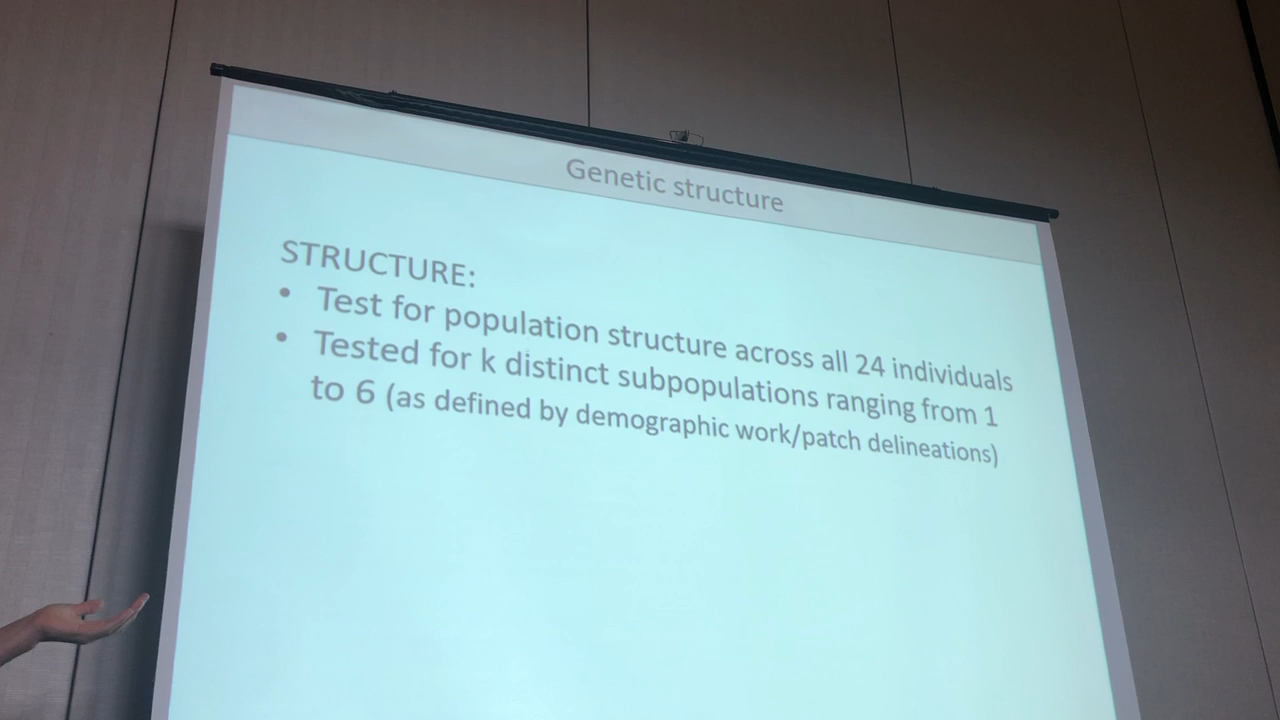 Genetic structure
STRUCTURE:
• Test for population structure across all 24 individuals
• Tested for k distinct subpopulations ranging from 1
to 6 (as defined by demographic work/patch delineations)